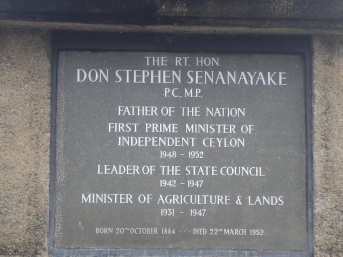 THE RT. HON.
DON STEPHEN SENANAYAKE
P.C. M.P.
FATHER OF THE NATION
FIRST PRIME MINISTER OF
INDEPENDENT CEYLON
1948 - 1952
LEADER OF THE STATE COUNCIL
1942 - 1947
MINISTER OF AGRICULTURE & LANDS
1931 - 1947
BORN 20TH OCTOBER 1884 ... DIED 22ND MARCH 1952